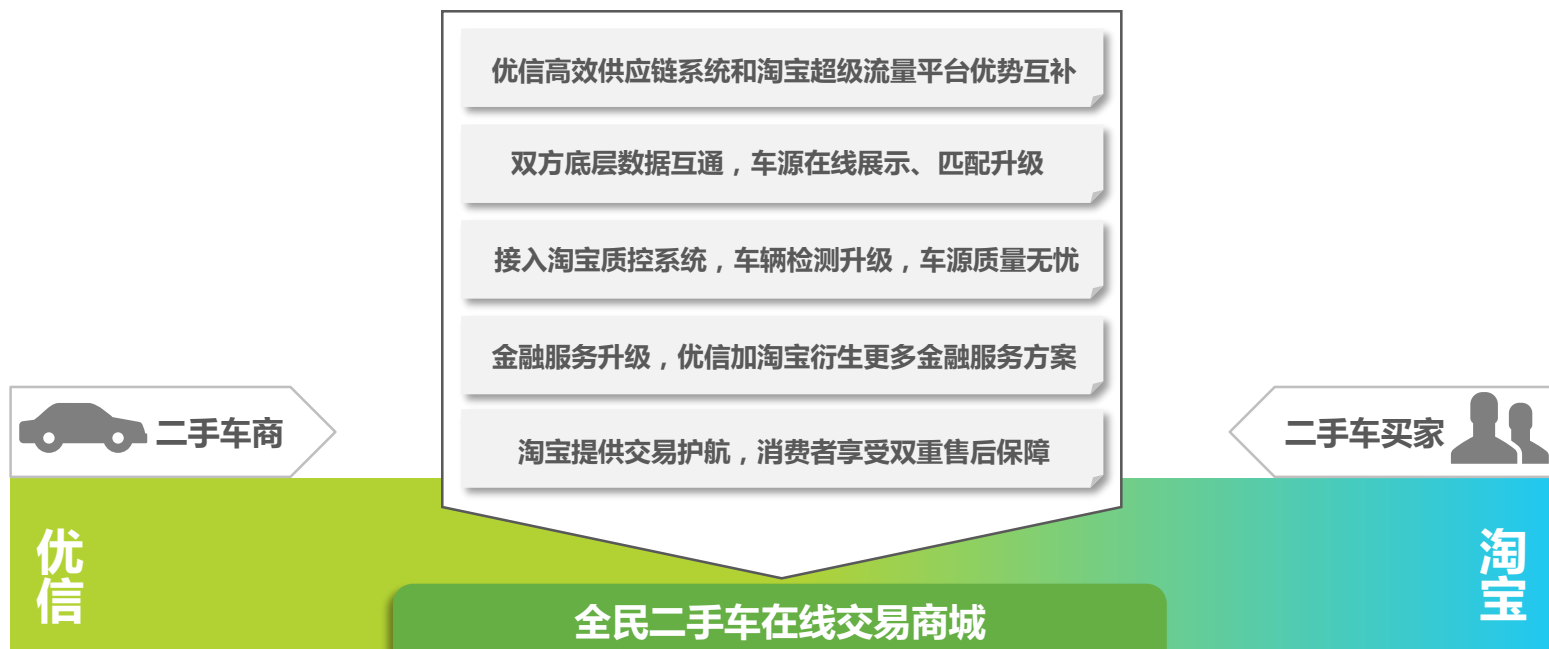 优信高效供应链系统和淘宝超级流量平台优势互补
双方底层数据互通，车源在线展示、匹配升级
接入淘宝质控系统，车辆检测升级，车源质量无忧
金融服务升级，优信加淘宝衍生更多金融服务方案
淘宝提供交易护航，消费者享受双重售后保障
二手车商
二手车买家
优信
淘宝
全民二手车在线交易商城